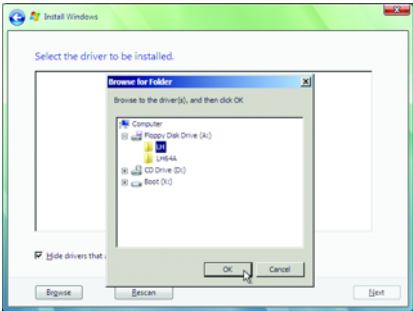 Install Windows
Select the driver to be installed.
Browse for Folder
Browse to the driver(s), and then click OK
Computer
Floppy Disk Drive (A:)
LH
LH64A
CD Drive (D:)
Boot (X:)
Hide drivers that
OK
Cancel
Browse
Rescan
Next